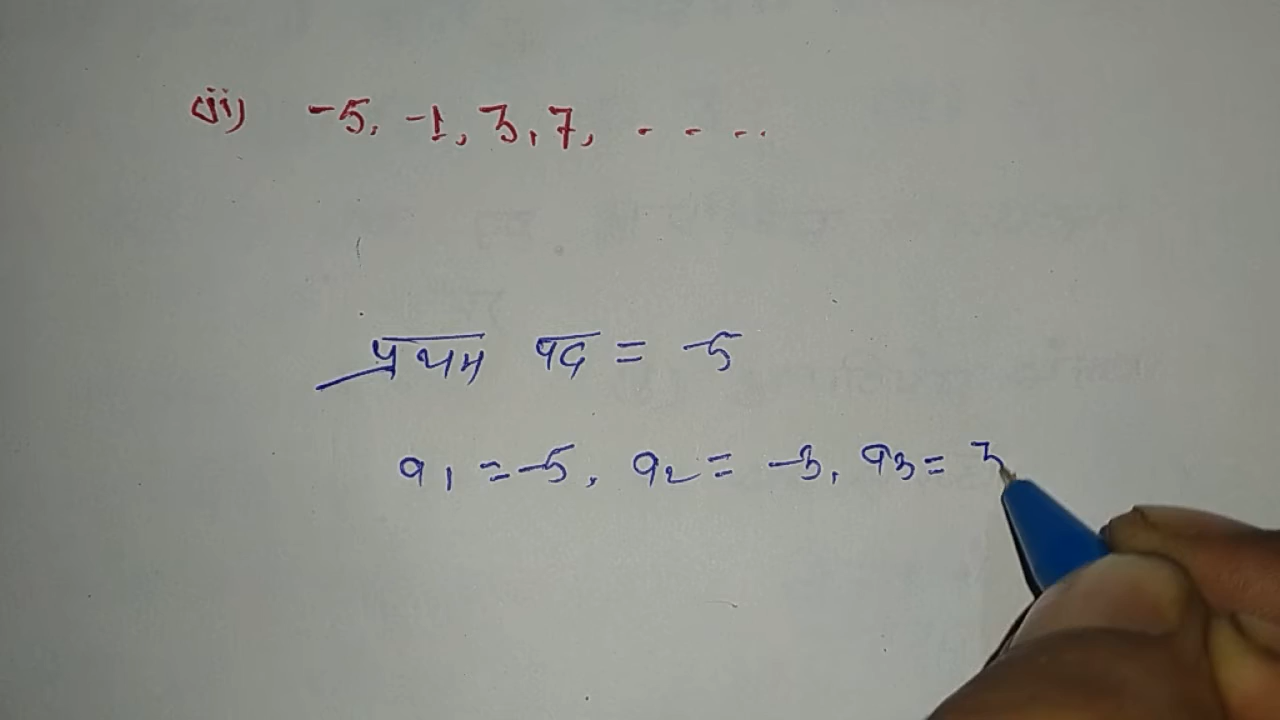 (ii) -5, -1, 3, 7, - - - -
प्रथम पद = -5
a1 = -5, a2 = -3, a3 = 3